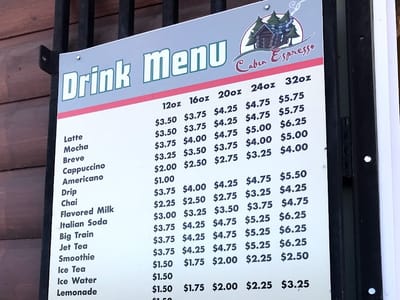 Drink Menu
Cabin Espresso
12oz 16oz 20oz 24oz 32oz
Latte $3.50 $3.75 $4.25 $4.75 $5.75
Mocha $3.50 $3.75 $4.25 $4.75 $5.75
Breve $3.75 $4.00 $4.75 $5.00 $6.25
Cappuccino $3.25 $3.50 $3.75 $4.00 $5.00
Americano $2.00 $2.50 $2.75 $3.25 $4.00
Drip $1.00
Chai $3.75 $4.00 $4.25 $4.75 $5.50
Flavored Milk $2.25 $2.50 $2.75 $3.75
Italian Soda $3.00 $3.25 $3.50 $3.75 $4.75
Big Train $3.75 $4.25 $4.75 $5.25 $6.25
Jet Tea $3.75 $4.25 $4.75 $5.25 $6.25
Smoothie $3.75 $4.25 $4.75 $5.25 $6.25
Ice Tea $1.50 $1.75 $2.00 $2.25 $2.50
Ice Water $1.50
Lemonade $1.50 $1.75 $2.00 $2.25 $3.25